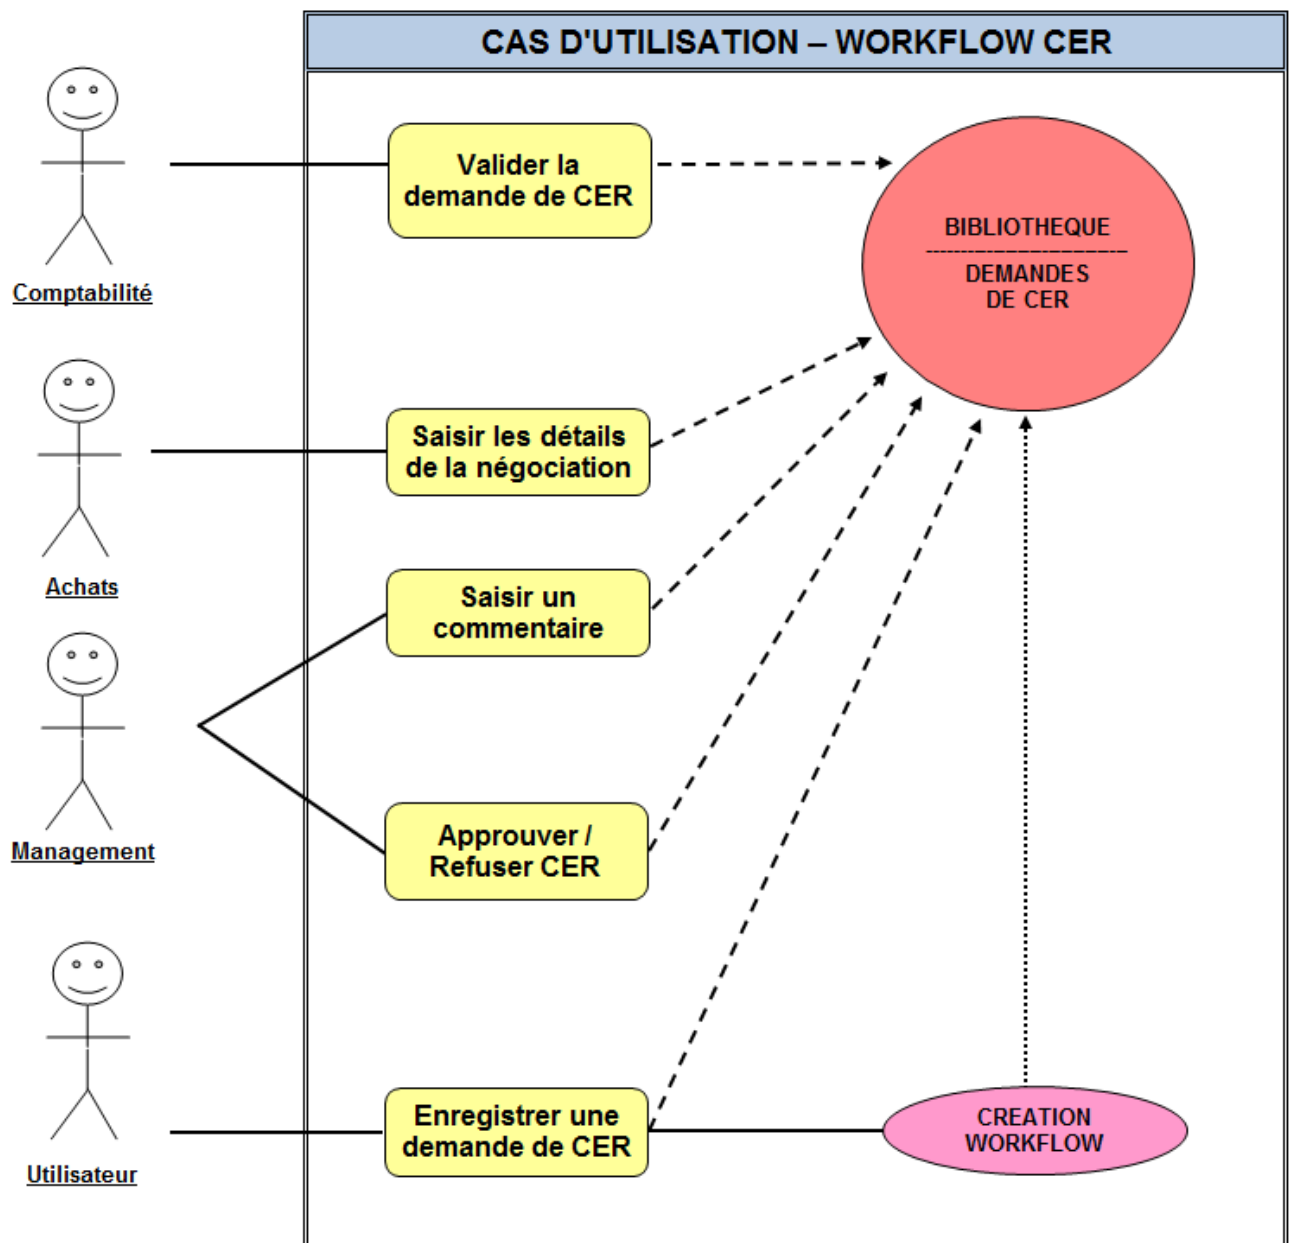 CAS D'UTILISATION – WORKFLOW CER
Comptabilité
Valider la
demande de CER
BIBLIOTHEQUE
DEMANDES
DE CER
Achats
Saisir les détails
de la négociation
Saisir un
commentaire
Management
Approuver /
Refuser CER
Utilisateur
Enregistrer une
demande de CER
CREATION
WORKFLOW